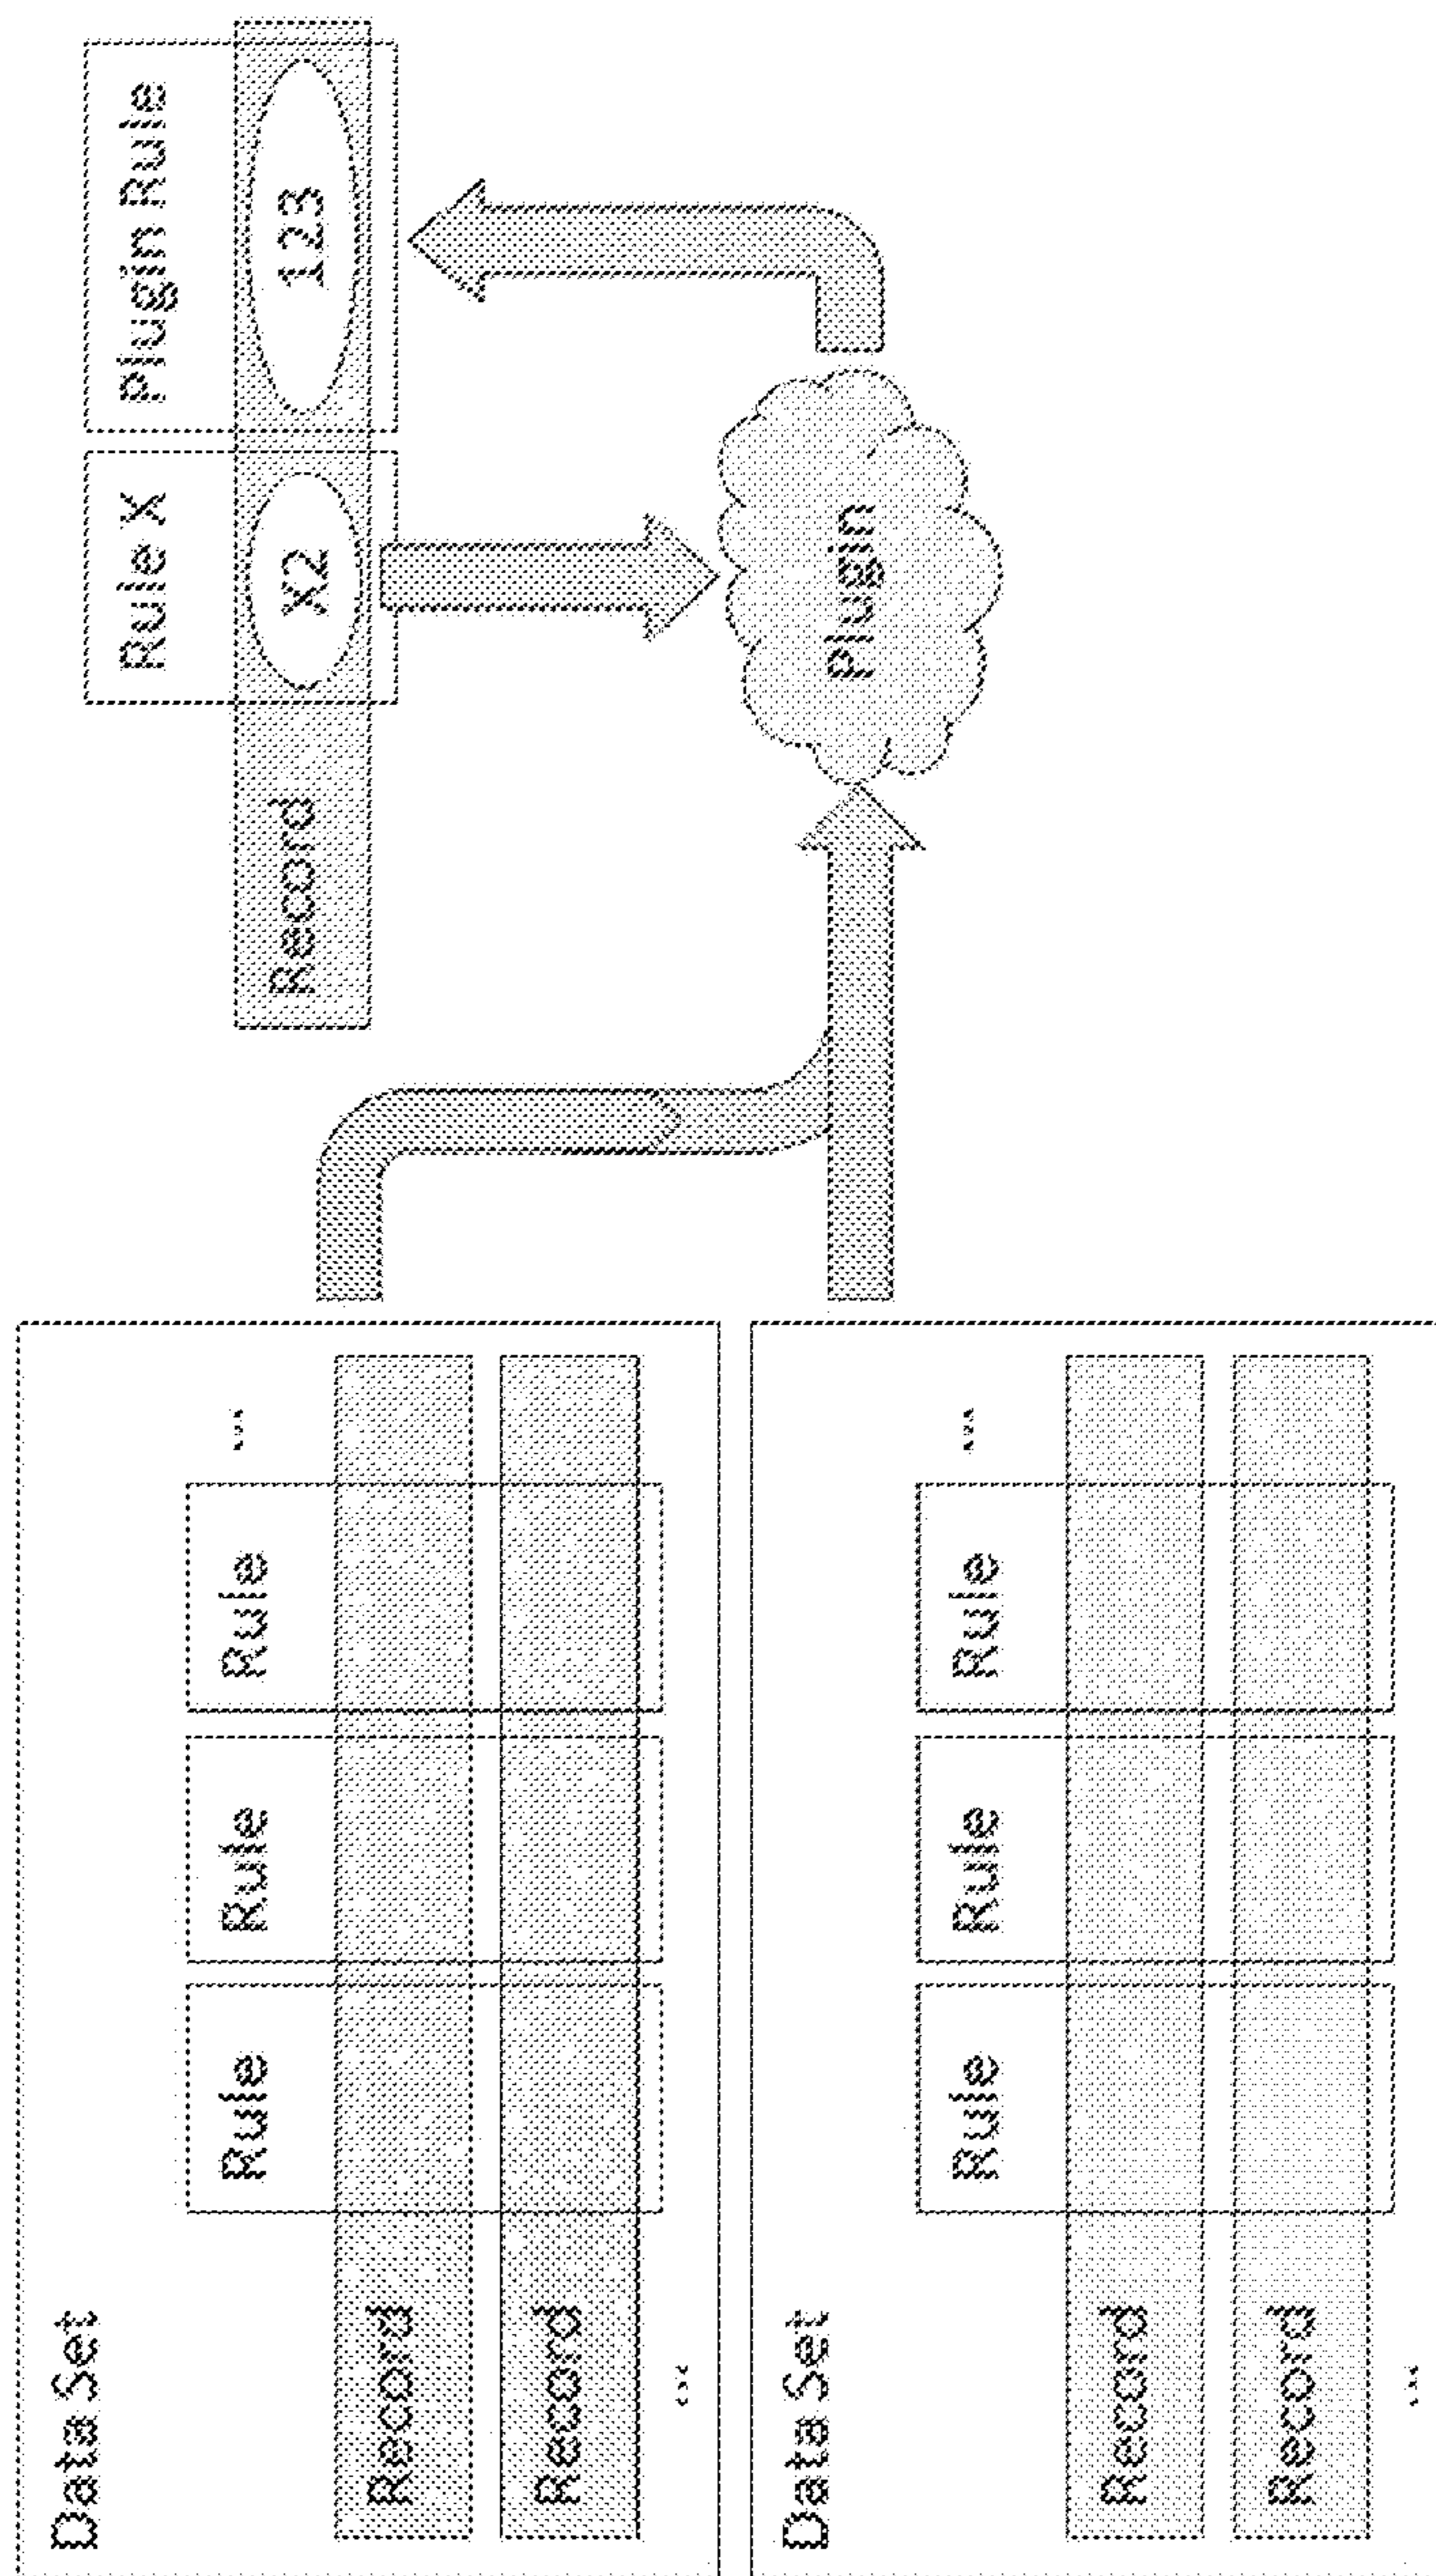 Data Set
Rule Rule Rule ...
Record
Record
...
Data Set
Rule Rule Rule ...
Record
Record
...
Rule X Plugin Rule
Record X2 123
Plugin